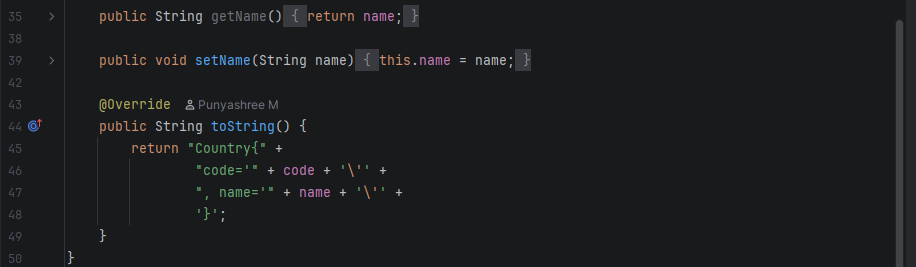 35 public String getName() { return name; }
38
39 public void setName(String name) { this.name = name; }
42
43 @Override Punyashree M
44 public String toString() {
45 return "Country{" +
46 "code='" + code + '\'' +
47 ", name='" + name + '\'' +
48 '}';
49 }
50 }